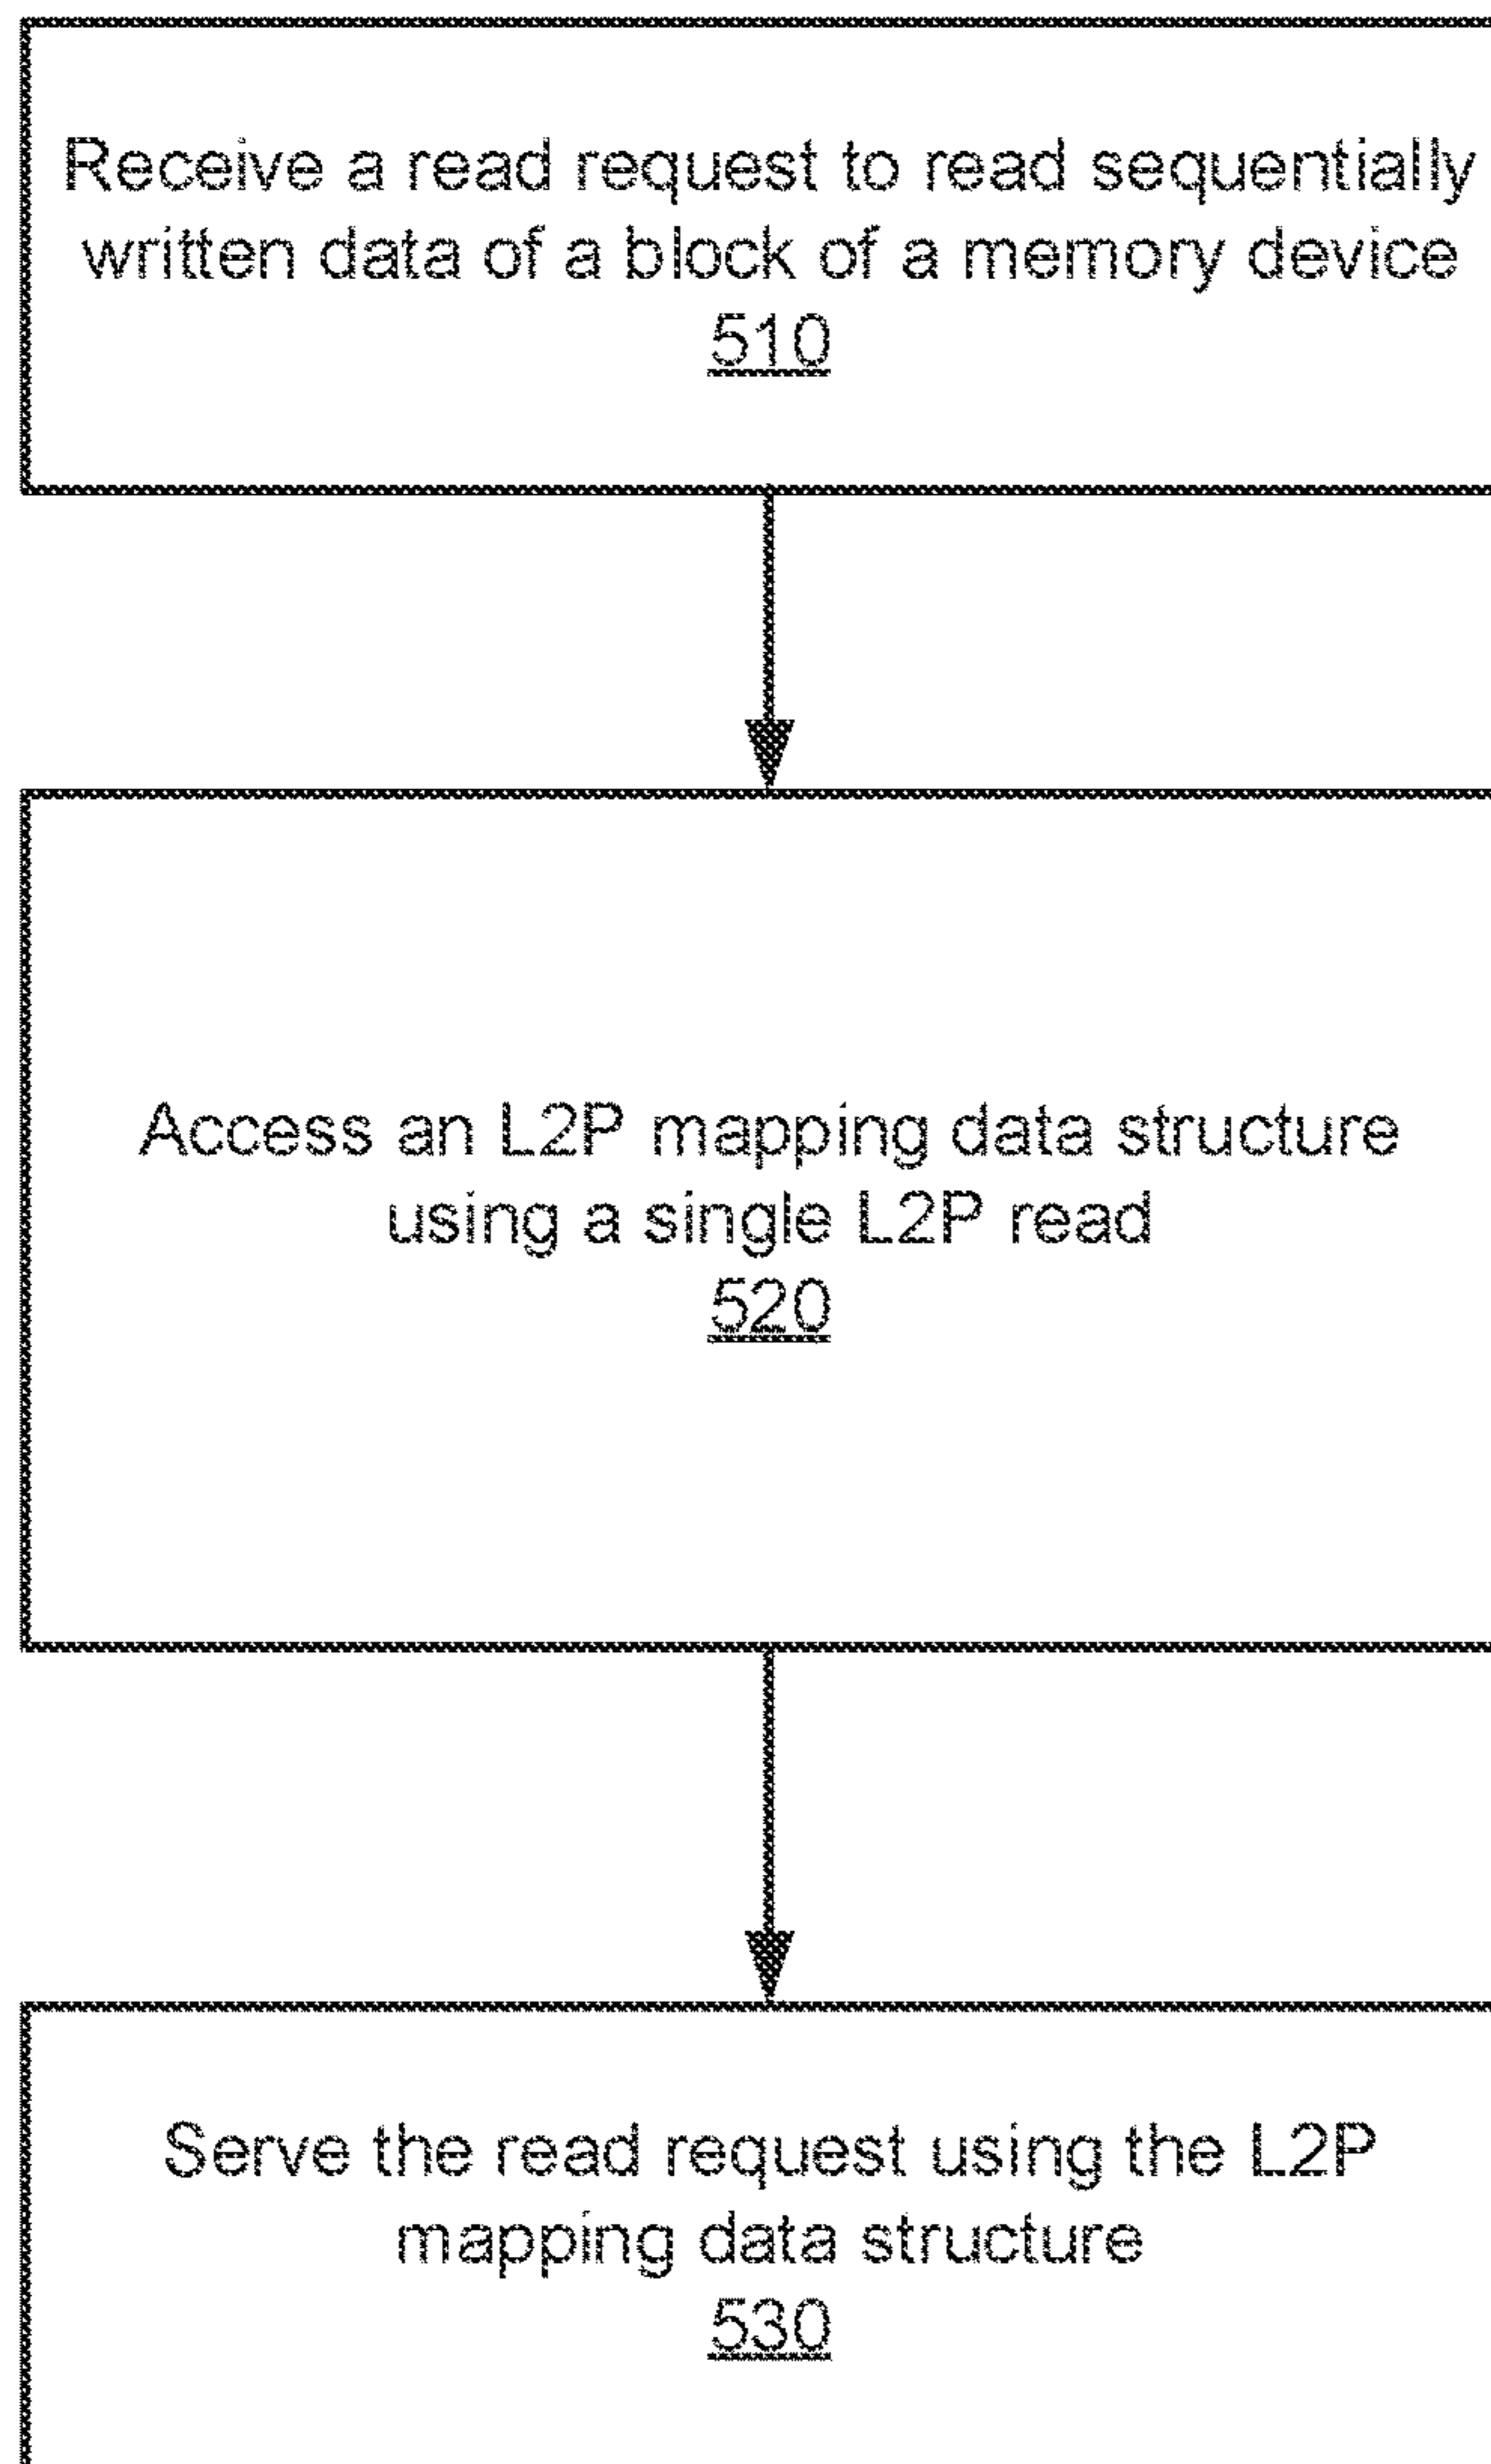 Receive a read request to read sequentially
written data of a block of a memory device
510
Access an L2P mapping data structure
using a single L2P read
520
Serve the read request using the L2P
mapping data structure
530